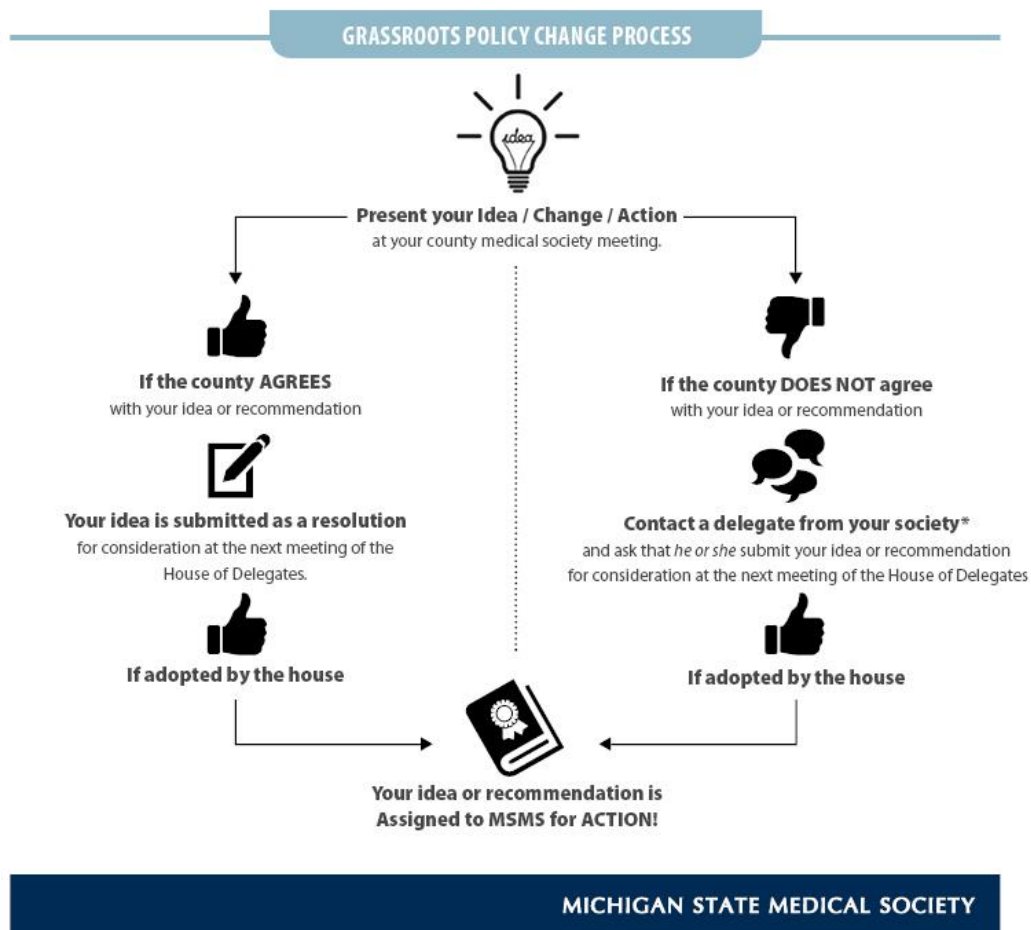 GRASSROOTS POLICY CHANGE PROCESS
idea
Present your Idea / Change / Action
at your county medical society meeting.
If the county AGREES
with your idea or recommendation
Your idea is submitted as a resolution
for consideration at the next meeting of the
House of Delegates.
If adopted by the house
If the county DOES NOT agree
with your idea or recommendation
Contact a delegate from your society*
and ask that he or she submit your idea or recommendation
for consideration at the next meeting of the House of Delegates
If adopted by the house
Your idea or recommendation is
Assigned to MSMS for ACTION!
MICHIGAN STATE MEDICAL SOCIETY